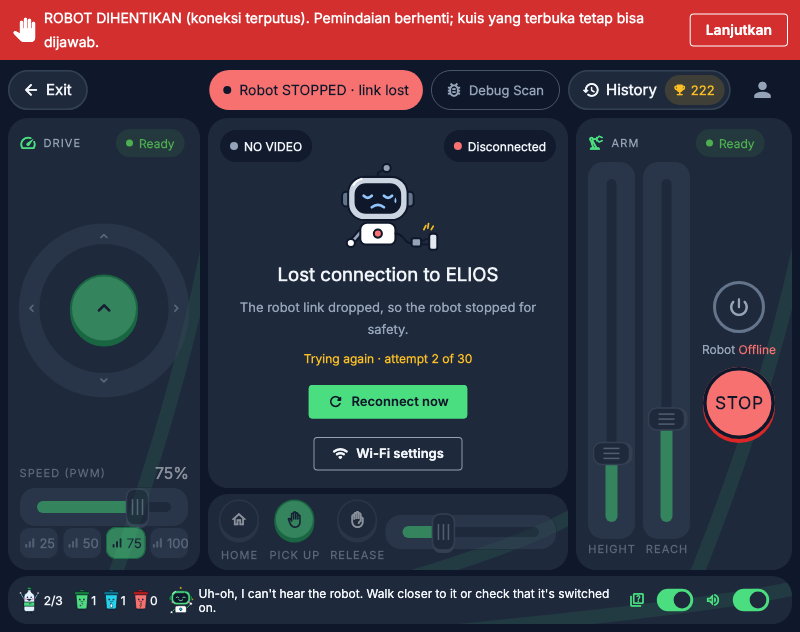 ROBOT DIHENTIKAN (koneksi terputus). Pemindaian berhenti; kuis yang terbuka tetap bisa
dijawab.
Lanjutkan
Exit
Robot STOPPED · link lost
Debug Scan
History
222
DRIVE
Ready
NO VIDEO
Disconnected
ARM
Ready
Lost connection to ELIOS
The robot link dropped, so the robot stopped for
safety.
Trying again · attempt 2 of 30
Reconnect now
Wi-Fi settings
Robot Offline
STOP
SPEED (PWM)
75%
25
50
75
100
HOME
PICK UP
RELEASE
HEIGHT
REACH
2/3
1
1
0
Uh-oh, I can't hear the robot. Walk closer to it or check that it's switched
on.